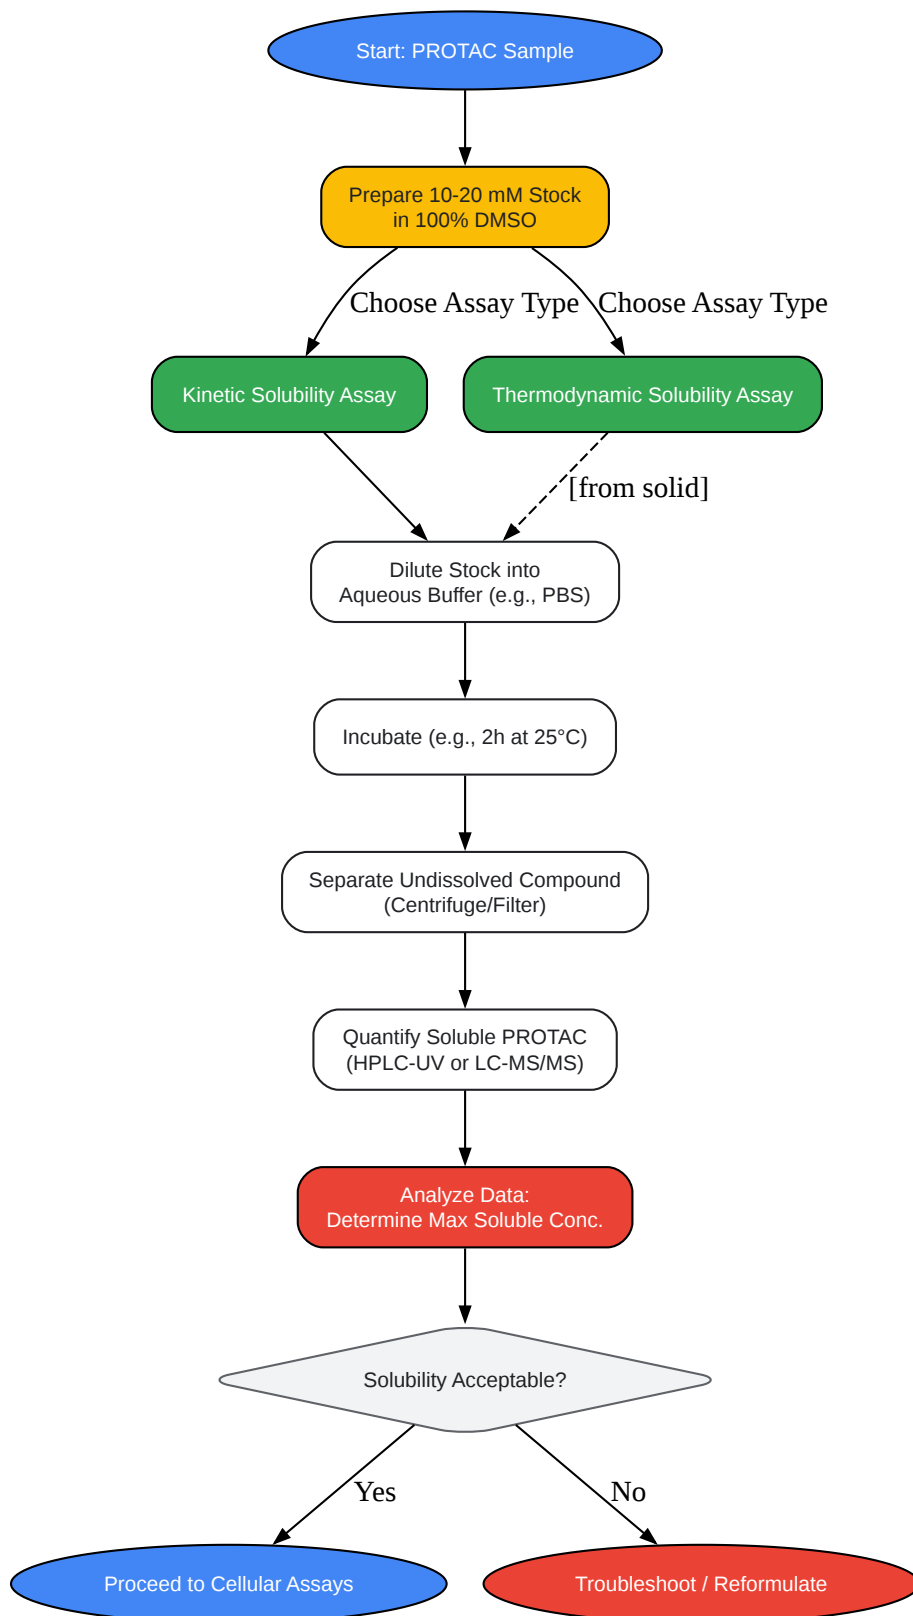 Start: PROTAC Sample
Prepare 10-20 mM Stock
in 100% DMSO
Choose Assay Type
Choose Assay Type
Kinetic Solubility Assay
Thermodynamic Solubility Assay
[from solid]
Dilute Stock into
Aqueous Buffer (e.g., PBS)
Incubate (e.g., 2h at 25°C)
Separate Undissolved Compound
(Centrifuge/Filter)
Quantify Soluble PROTAC
(HPLC-UV or LC-MS/MS)
Analyze Data:
Determine Max Soluble Conc.
Solubility Acceptable?
Yes
No
Proceed to Cellular Assays
Troubleshoot / Reformulate